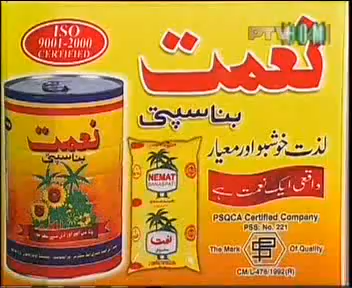 ISO
9001-2000
CERTIFIED
PTV
نعمت
بناسپتی
لذت خوشبو اور معیار
واقعی ایک نعمت ہے
نعمت
بناسپتی
NEMAT
BANASPATI
نعمت
PSQCA Certified Company
PSS: No. 221
The Mark
Of Quality
CM/L-476/1992(R)